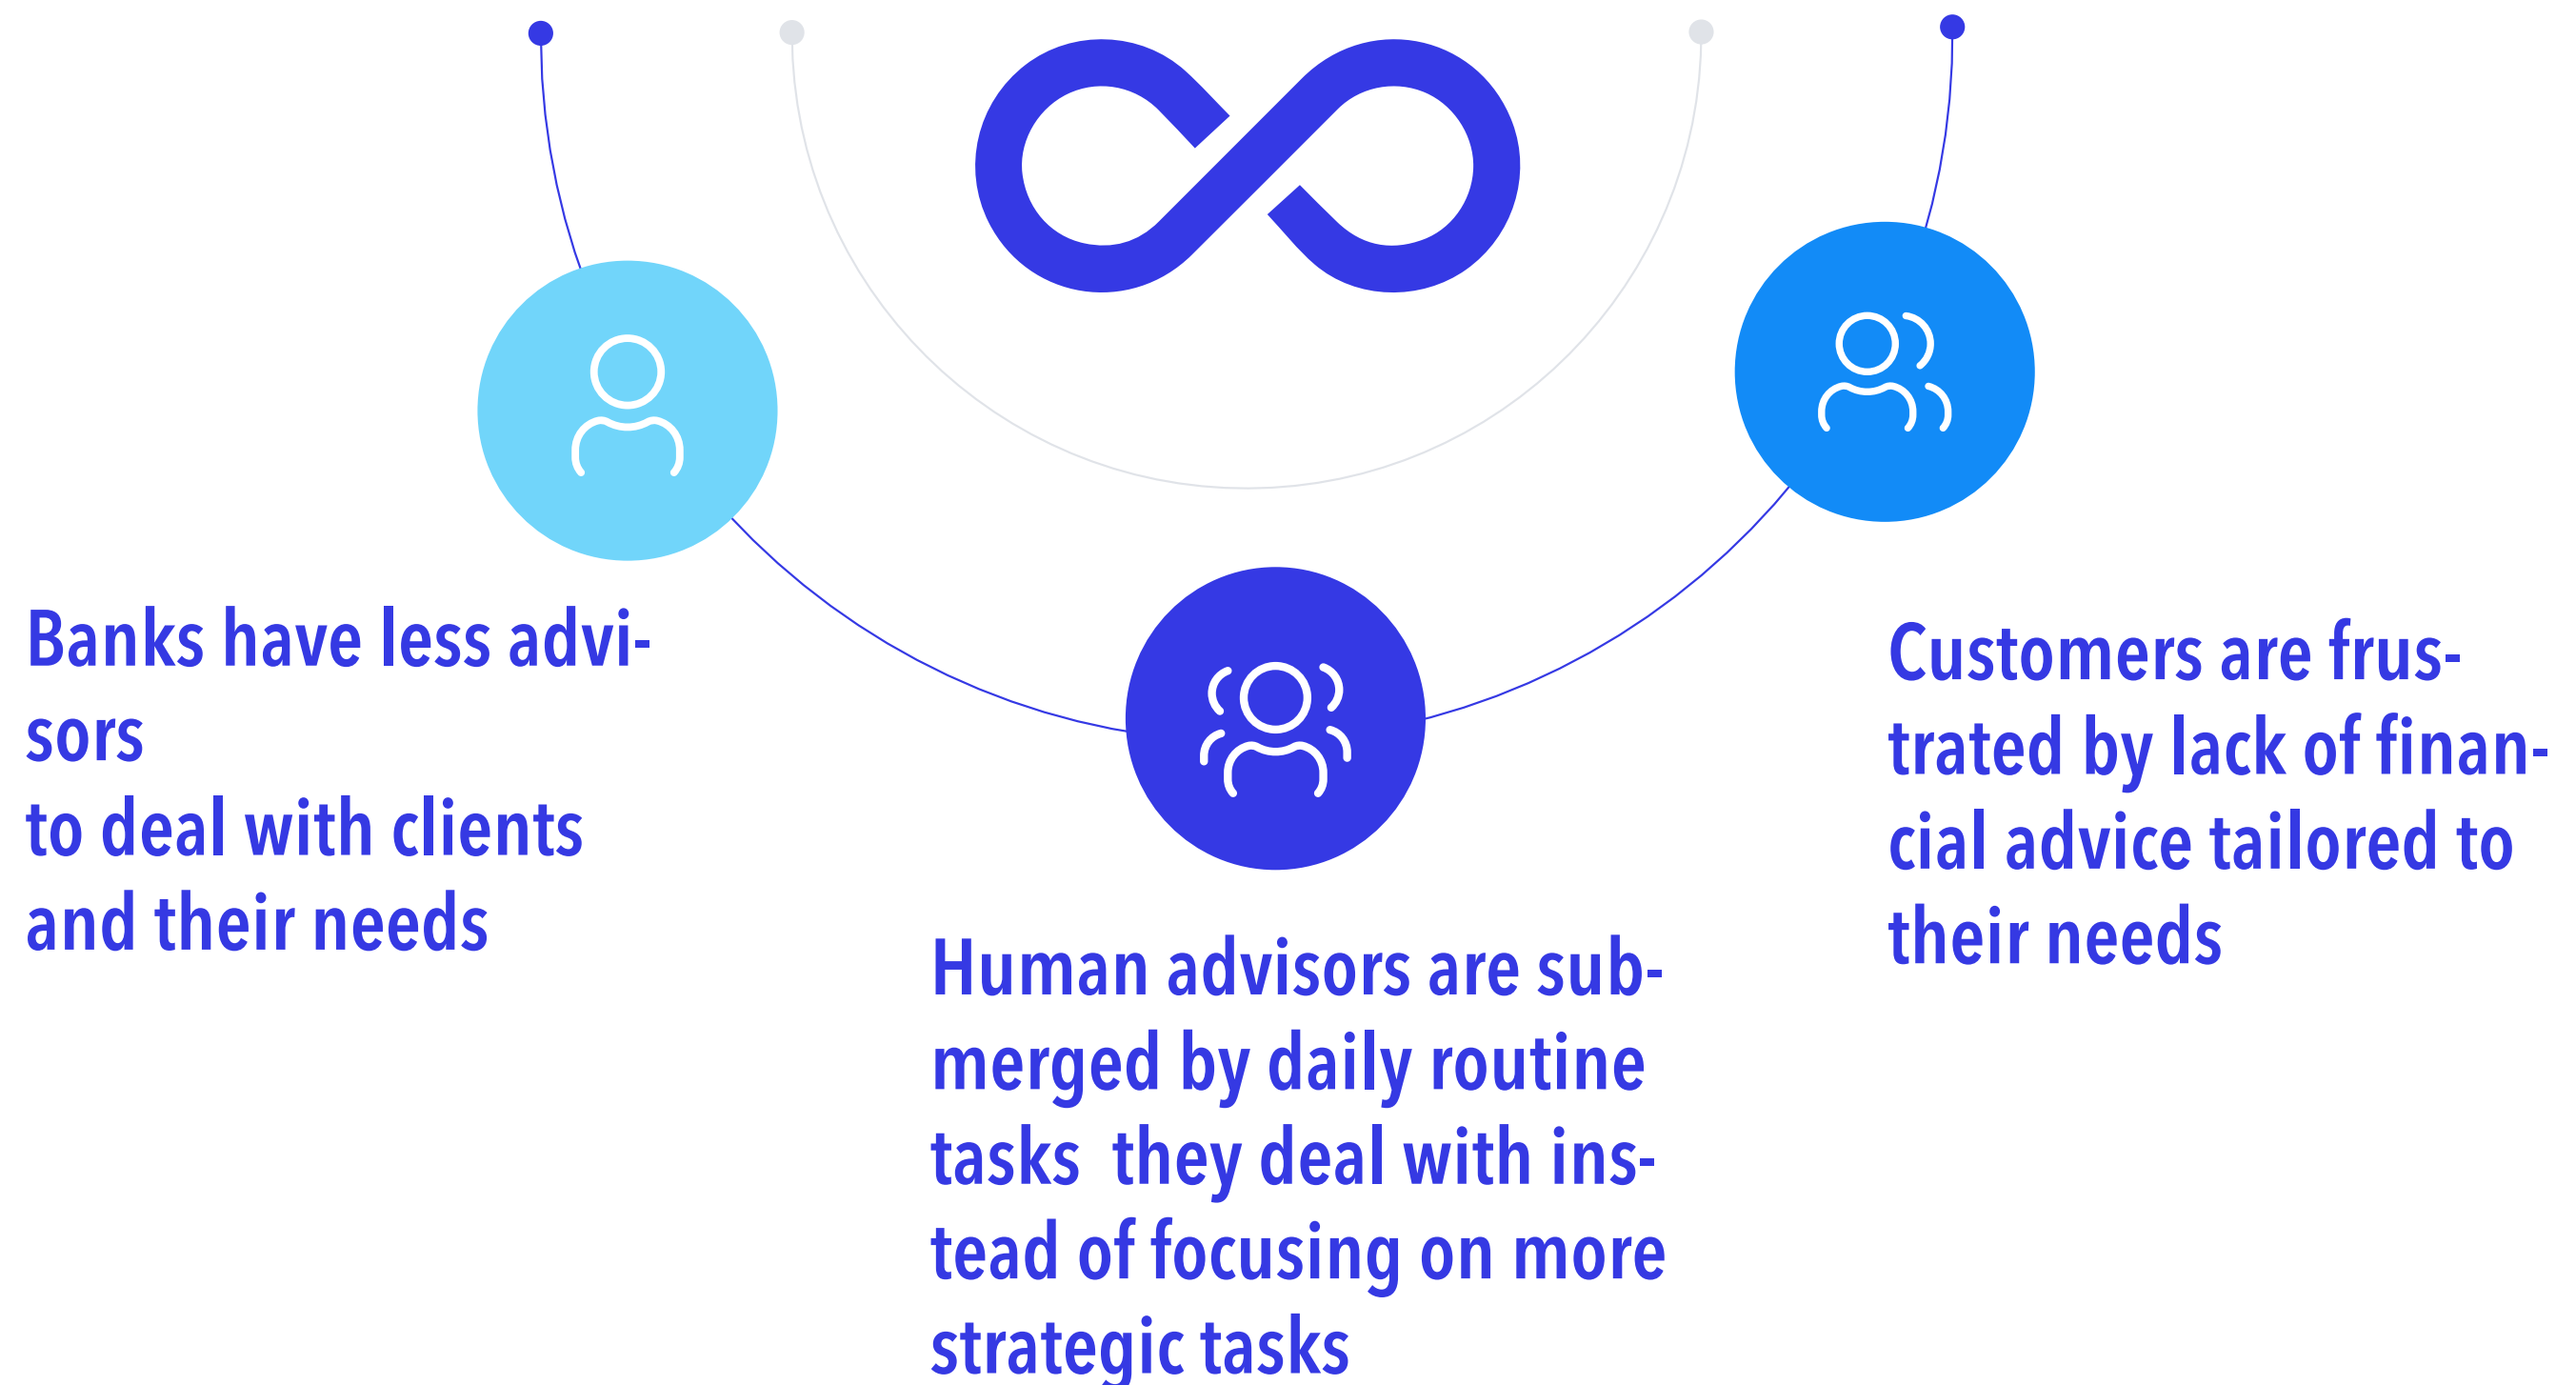 Banks have less advi-
sors
to deal with clients
and their needs
Human advisors are sub-
merged by daily routine
tasks  they deal with ins-
tead of focusing on more
strategic tasks
Customers are frus-
trated by lack of finan-
cial advice tailored to
their needs